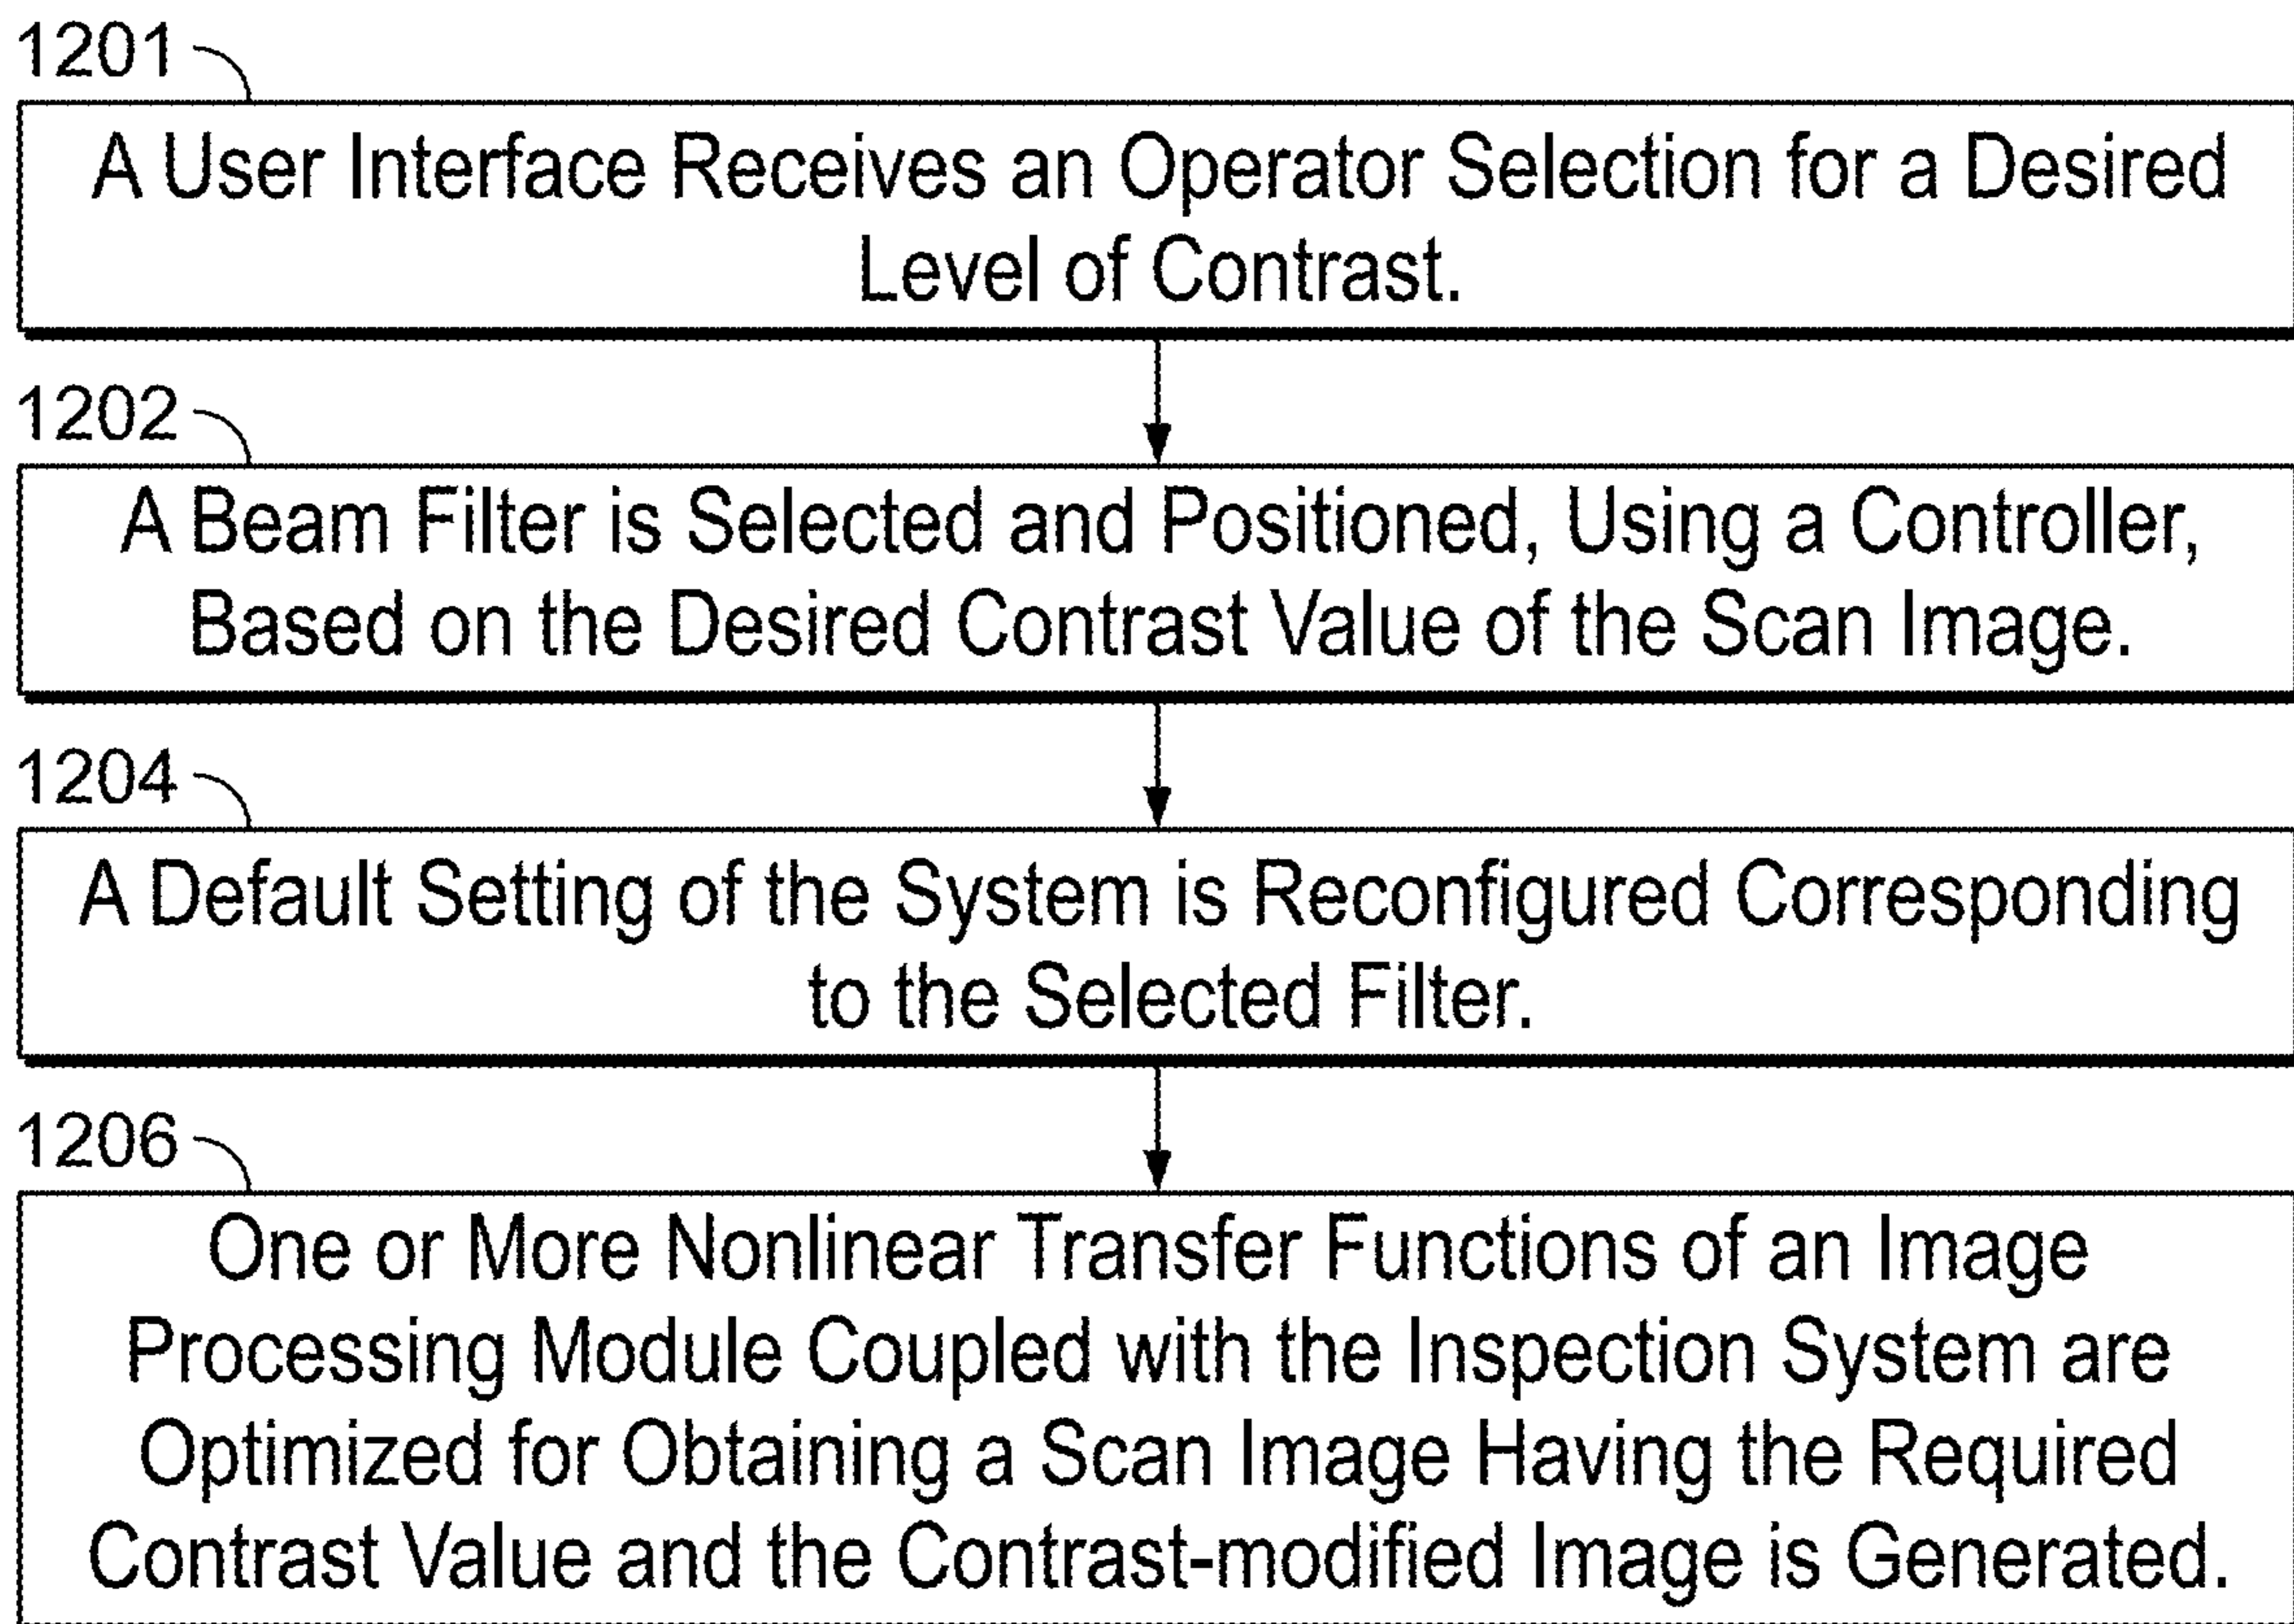 1201
A User Interface Receives an Operator Selection for a Desired
Level of Contrast.
1202
A Beam Filter is Selected and Positioned, Using a Controller,
Based on the Desired Contrast Value of the Scan Image.
1204
A Default Setting of the System is Reconfigured Corresponding
to the Selected Filter.
1206
One or More Nonlinear Transfer Functions of an Image
Processing Module Coupled with the Inspection System are
Optimized for Obtaining a Scan Image Having the Required
Contrast Value and the Contrast-modified Image is Generated.